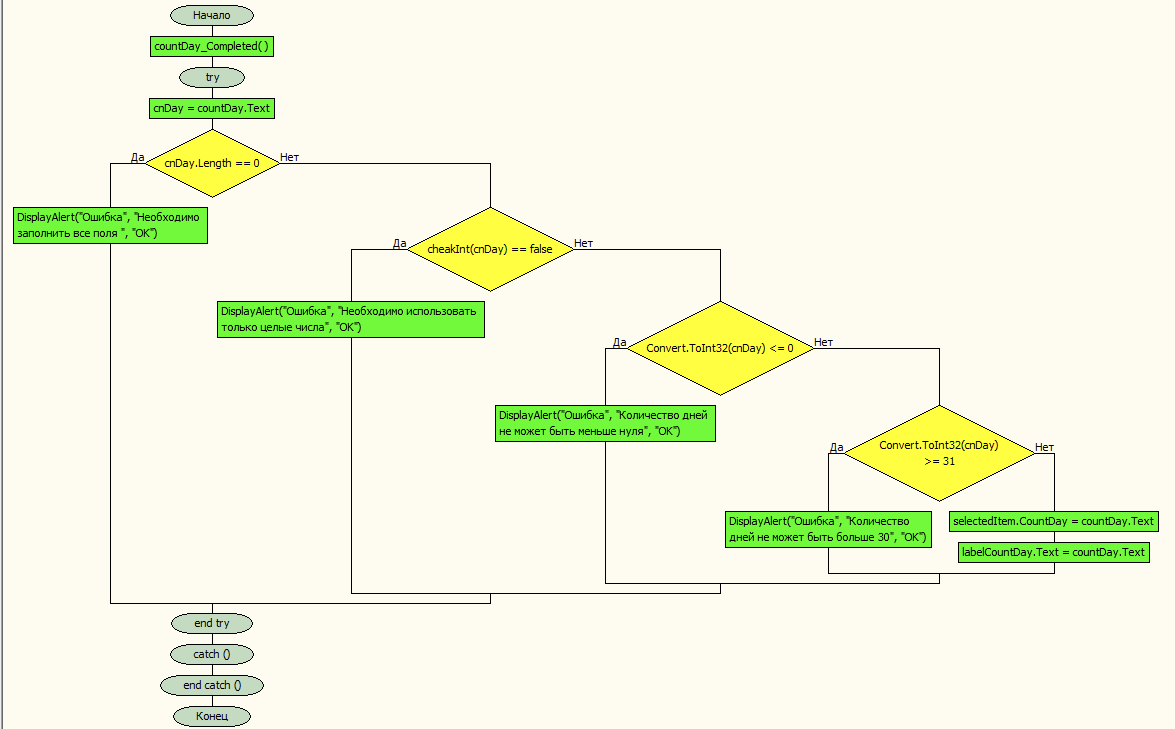 Начало
countDay_Completed()
try
cnDay = countDay.Text
Да
cnDay.Length == 0
Нет
DisplayAlert("Ошибка", "Необходимо
заполнить все поля ", "OK")
Да
cheakInt(cnDay) == false
Нет
DisplayAlert("Ошибка", "Необходимо использовать
только целые числа", "OK")
Да
Convert.ToInt32(cnDay) <= 0
Нет
DisplayAlert("Ошибка", "Количество дней
не может быть меньше нуля", "OK")
Да
Convert.ToInt32(cnDay)
>= 31
Нет
DisplayAlert("Ошибка", "Количество
дней не может быть больше 30", "OK")
selectedItem.CountDay = countDay.Text
labelCountDay.Text = countDay.Text
end try
catch ()
end catch ()
Конец